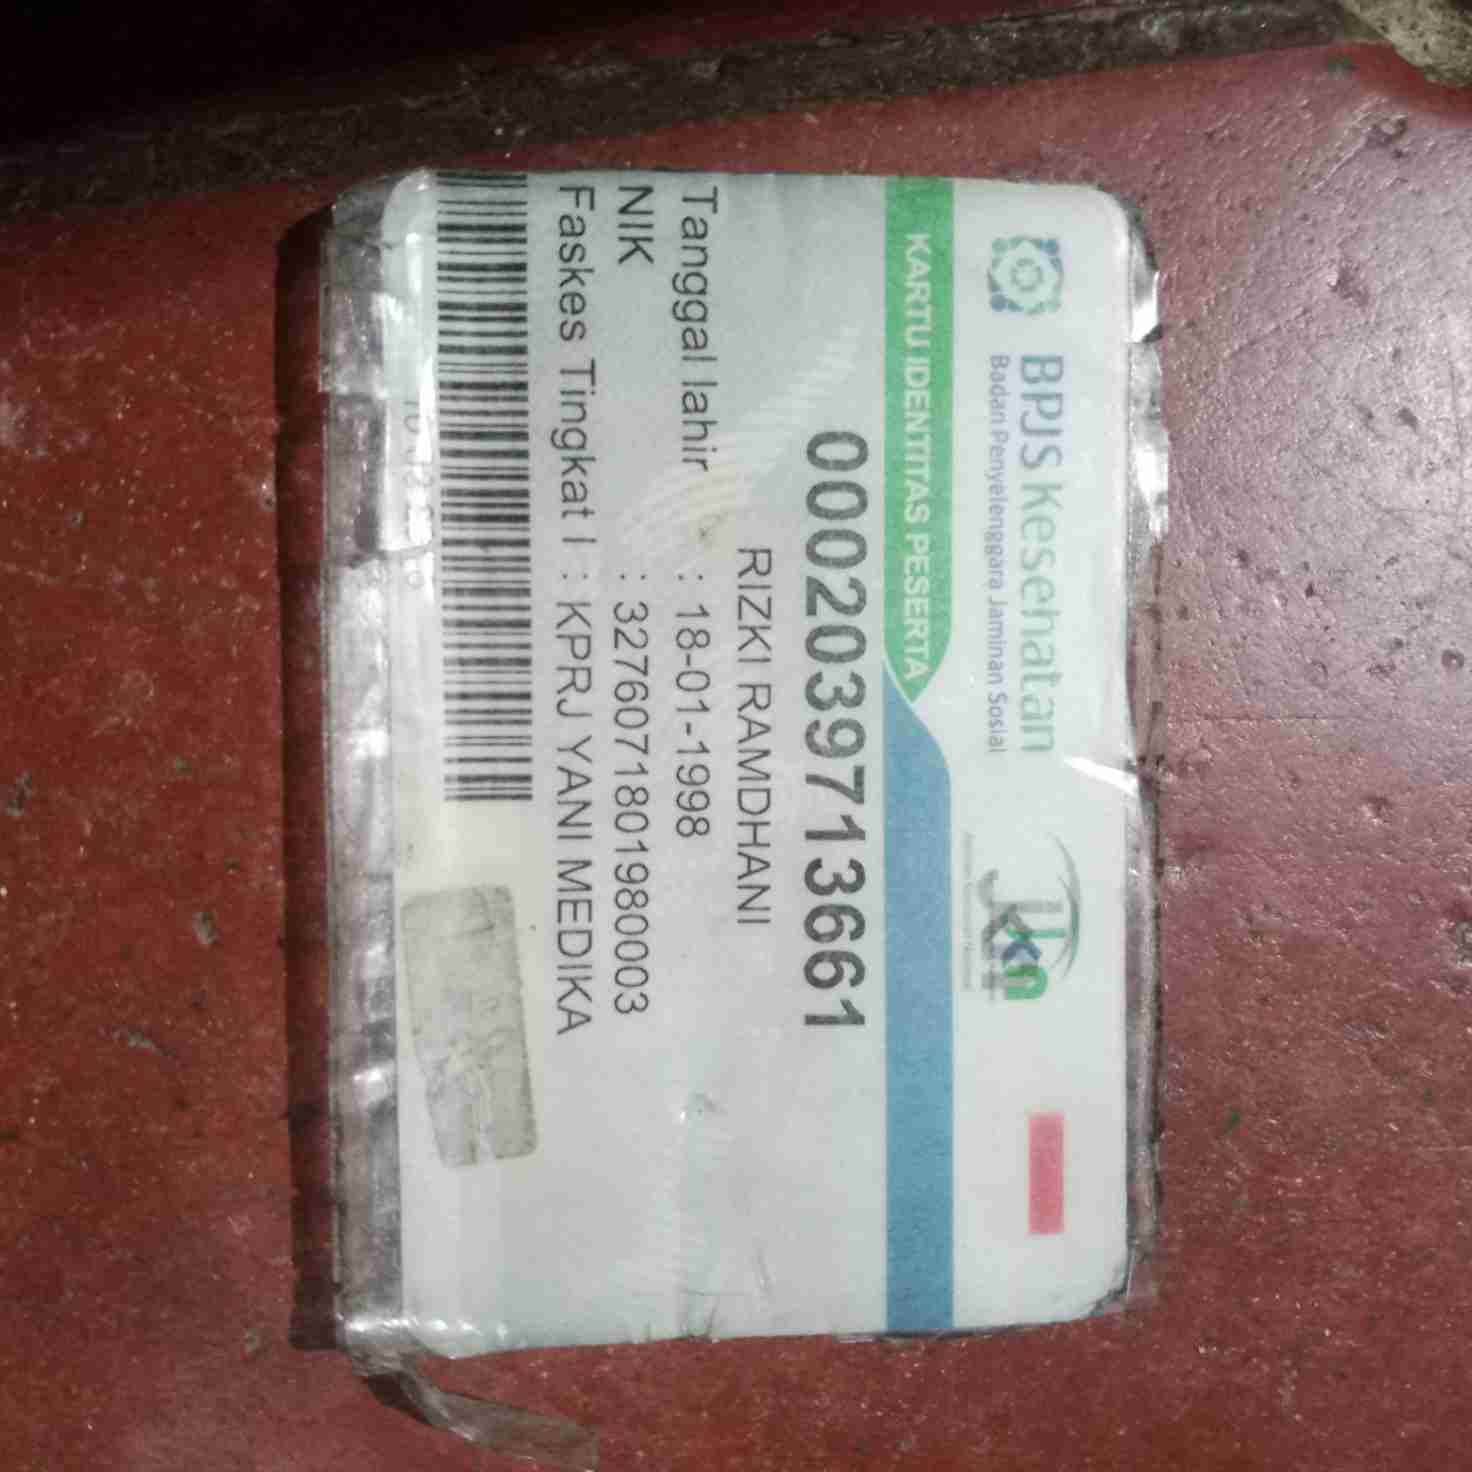 BPJS Kesehatan
Badan Penyelenggara Jaminan Sosial
KARTU IDENTITAS PESERTA
0002039713661
RIZKI RAMDHANI
Tanggal lahir : 18-01-1998
NIK : 3276071801980003
Faskes Tingkat I : KPRJ YANI MEDIKA